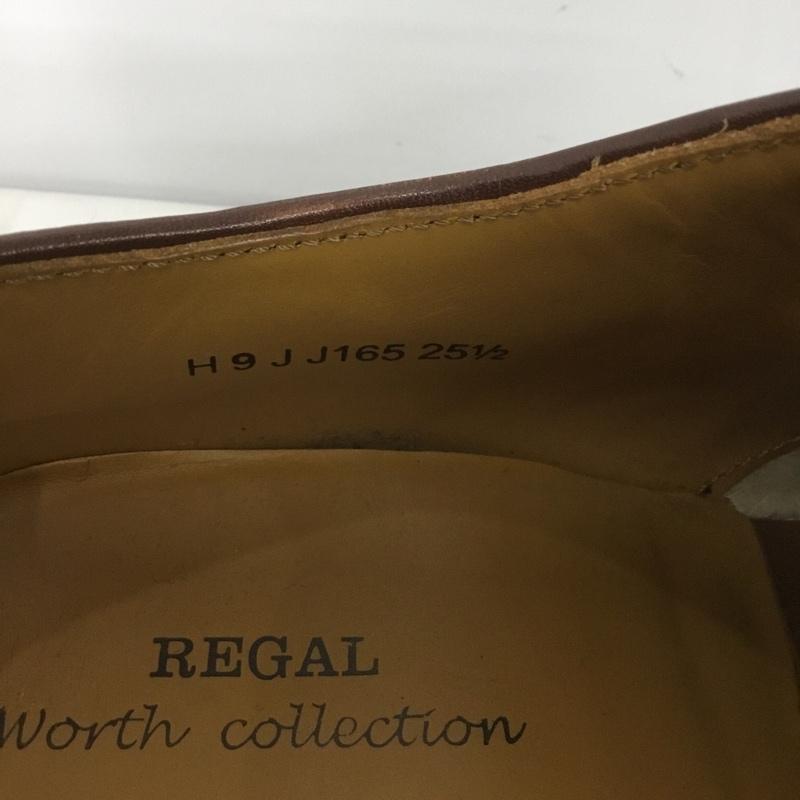 H 9 J J165 25½
REGAL
Worth collection